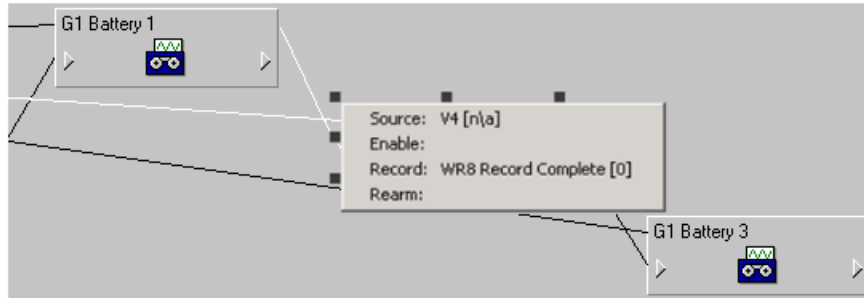 G1 Battery 1
Source: V4 [n\a]
Enable:
Record: WR8 Record Complete [0]
Rearm:
G1 Battery 3